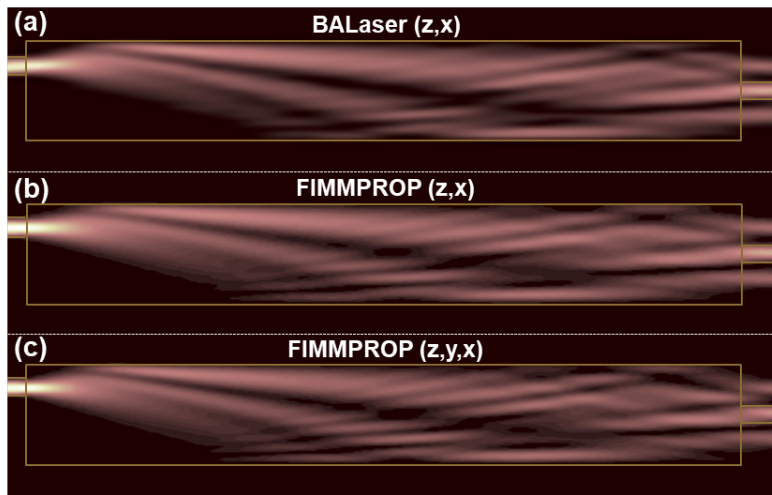 (a) BALaser (z,x)
(b) FIMMPROP (z,x)
(c) FIMMPROP (z,y,x)